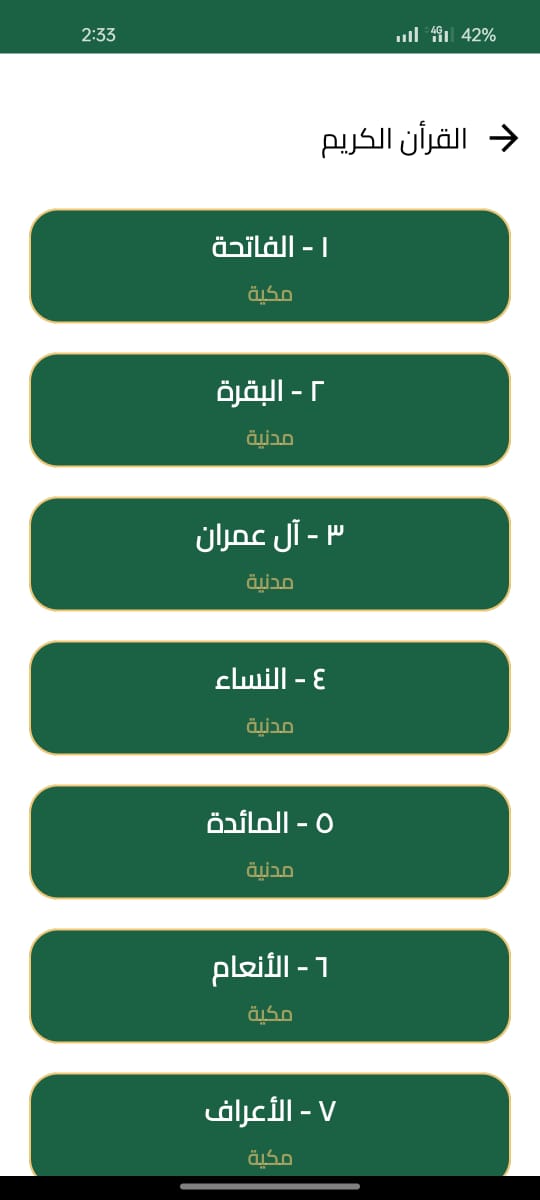 2:33 4G 42%
القرأن الكريم
١ - الفاتحة
مكية
٢ - البقرة
مدنية
٣ - آل عمران
مدنية
٤ - النساء
مدنية
٥ - المائدة
مدنية
٦ - الأنعام
مكية
٧ - الأعراف
مكية